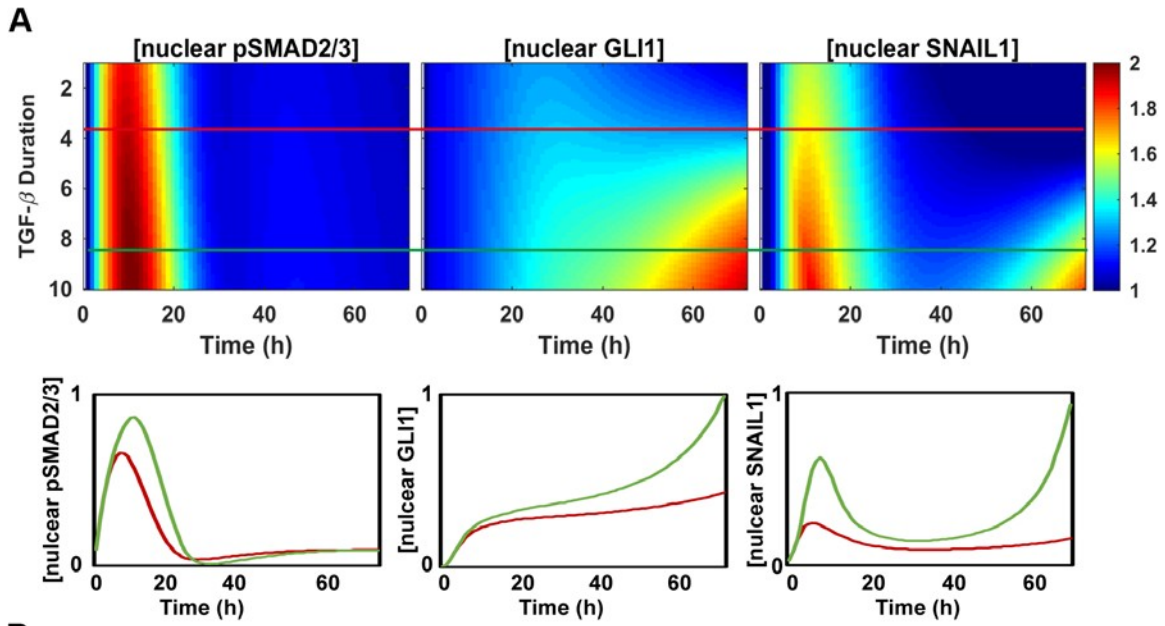 A
[nuclear pSMAD2/3] [nuclear GLI1] [nuclear SNAIL1]
TGF-β Duration
2
4
6
8
10
0 20 40 60
0 20 40 60
0 20 40 60
Time (h) Time (h) Time (h)
2
1.8
1.6
1.4
1.2
1
[nulcear pSMAD2/3]
1
0
0 20 40 60
Time (h)
[nulcear GLI1]
1
0
0 20 40 60
Time (h)
[nulcear SNAIL1]
1
0
0 20 40 60
Time (h)